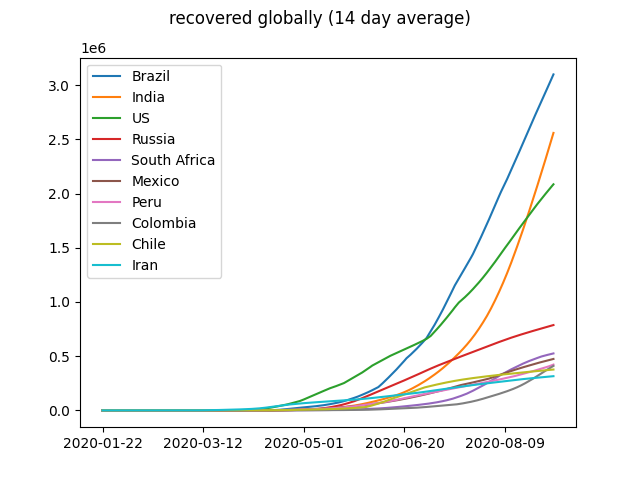 recovered globally (14 day average)
1e6
3.0
2.5
2.0
1.5
1.0
0.5
0.0
Brazil
India
US
Russia
South Africa
Mexico
Peru
Colombia
Chile
Iran
2020-01-22 2020-03-12 2020-05-01 2020-06-20 2020-08-09